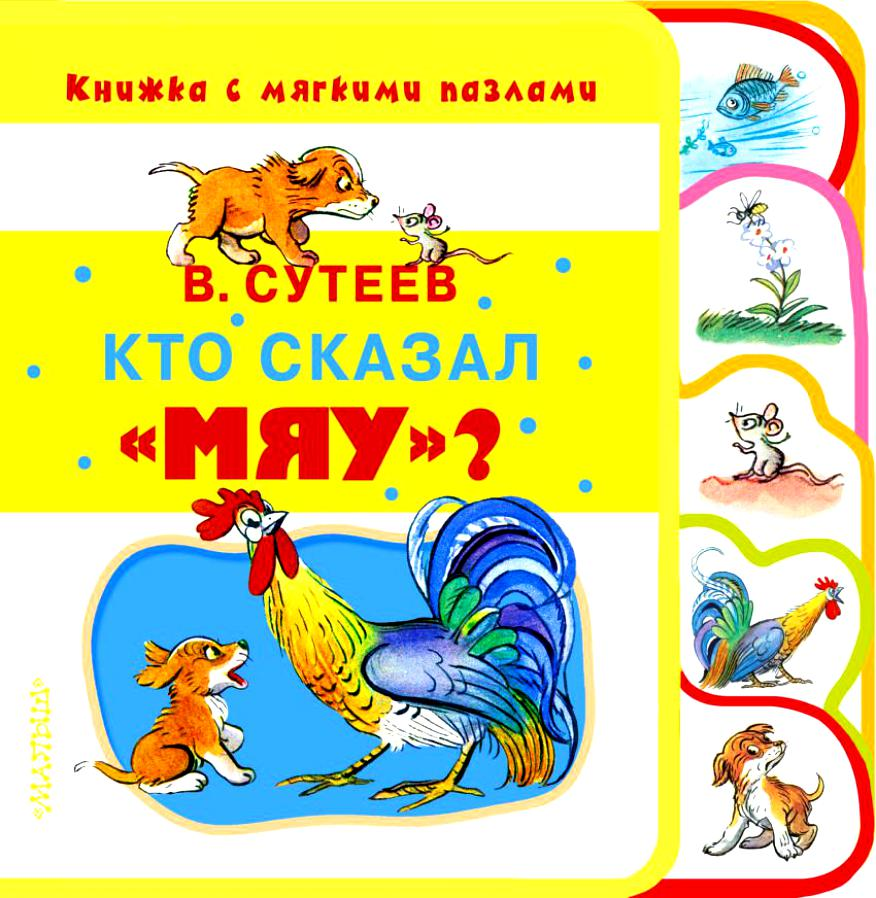 Книжка с мягкими пазлами
В. СУТЕЕВ
КТО СКАЗАЛ
«МЯУ»?
«МАЛЫШ»